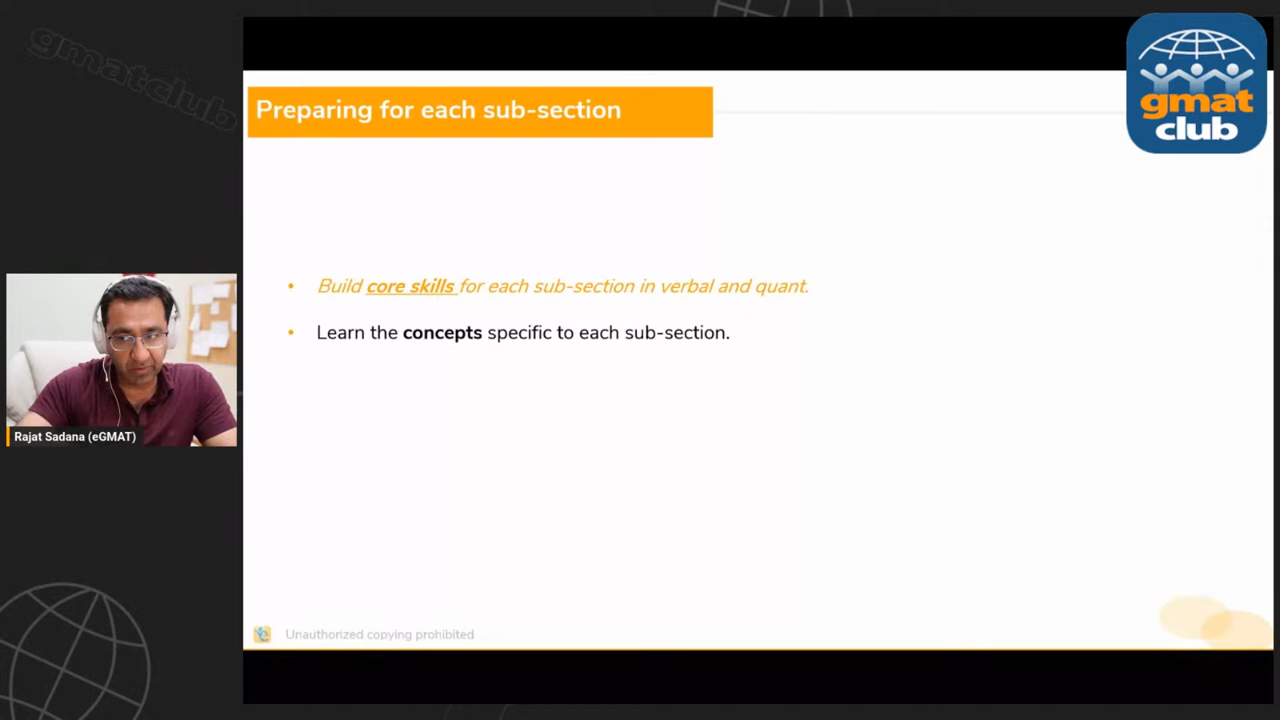 gmatclub
Preparing for each sub-section
gmat
club
• Build core skills for each sub-section in verbal and quant.
• Learn the concepts specific to each sub-section.
Rajat Sadana (eGMAT)
Unauthorized copying prohibited